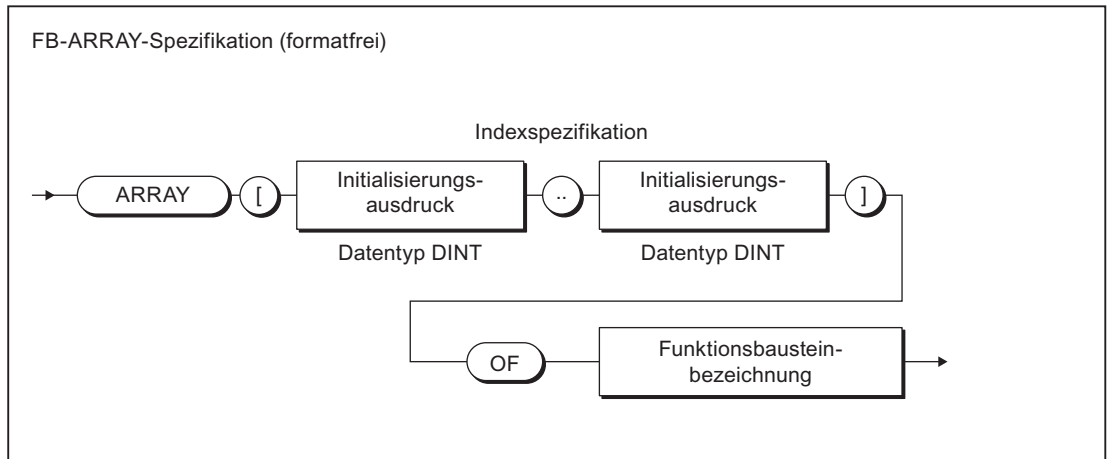 FB-ARRAY-Spezifikation (formatfrei)
Indexspezifikation
ARRAY [ Initialisierungs- .. Initialisierungs- ]
ausdruck ausdruck
Datentyp DINT Datentyp DINT
OF Funktionsbaustein-
bezeichnung